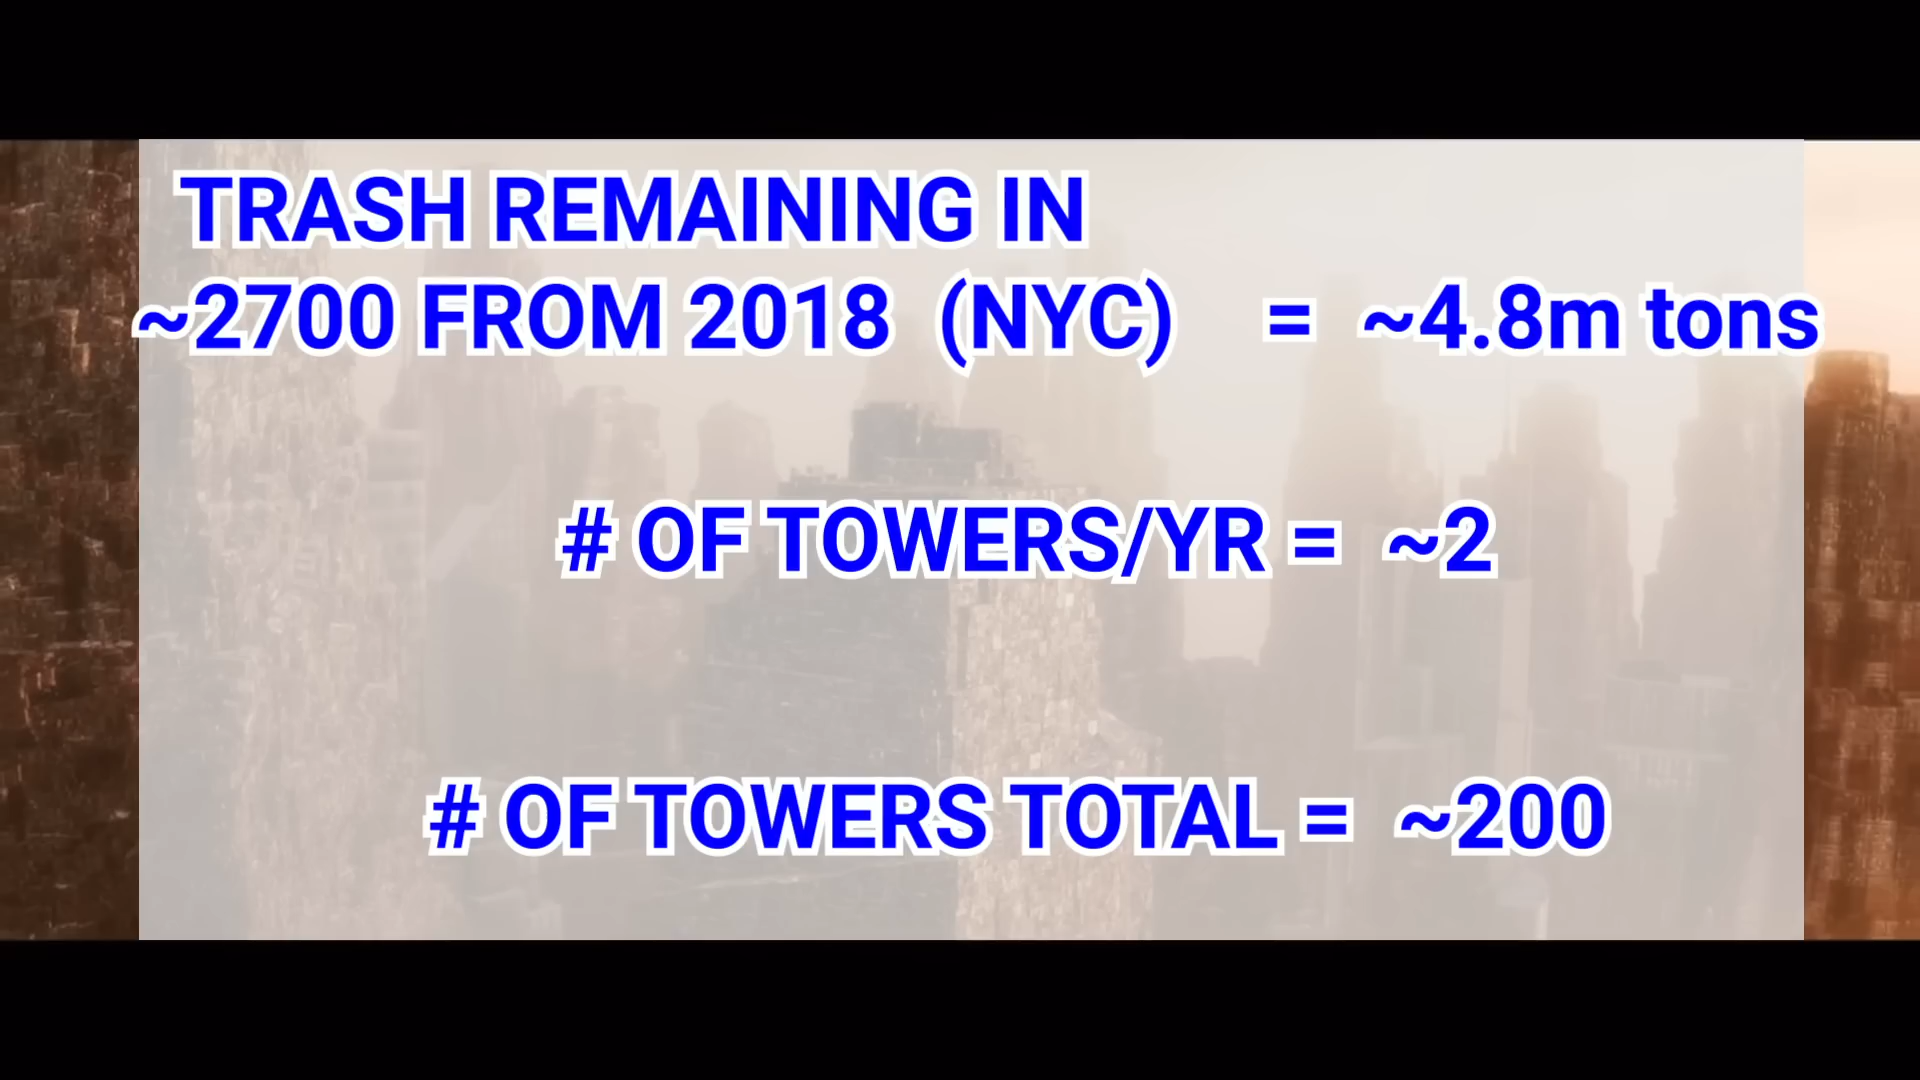 TRASH REMAINING IN
~2700 FROM 2018 (NYC) = ~4.8m tons
# OF TOWERS/YR = ~2
# OF TOWERS TOTAL = ~200